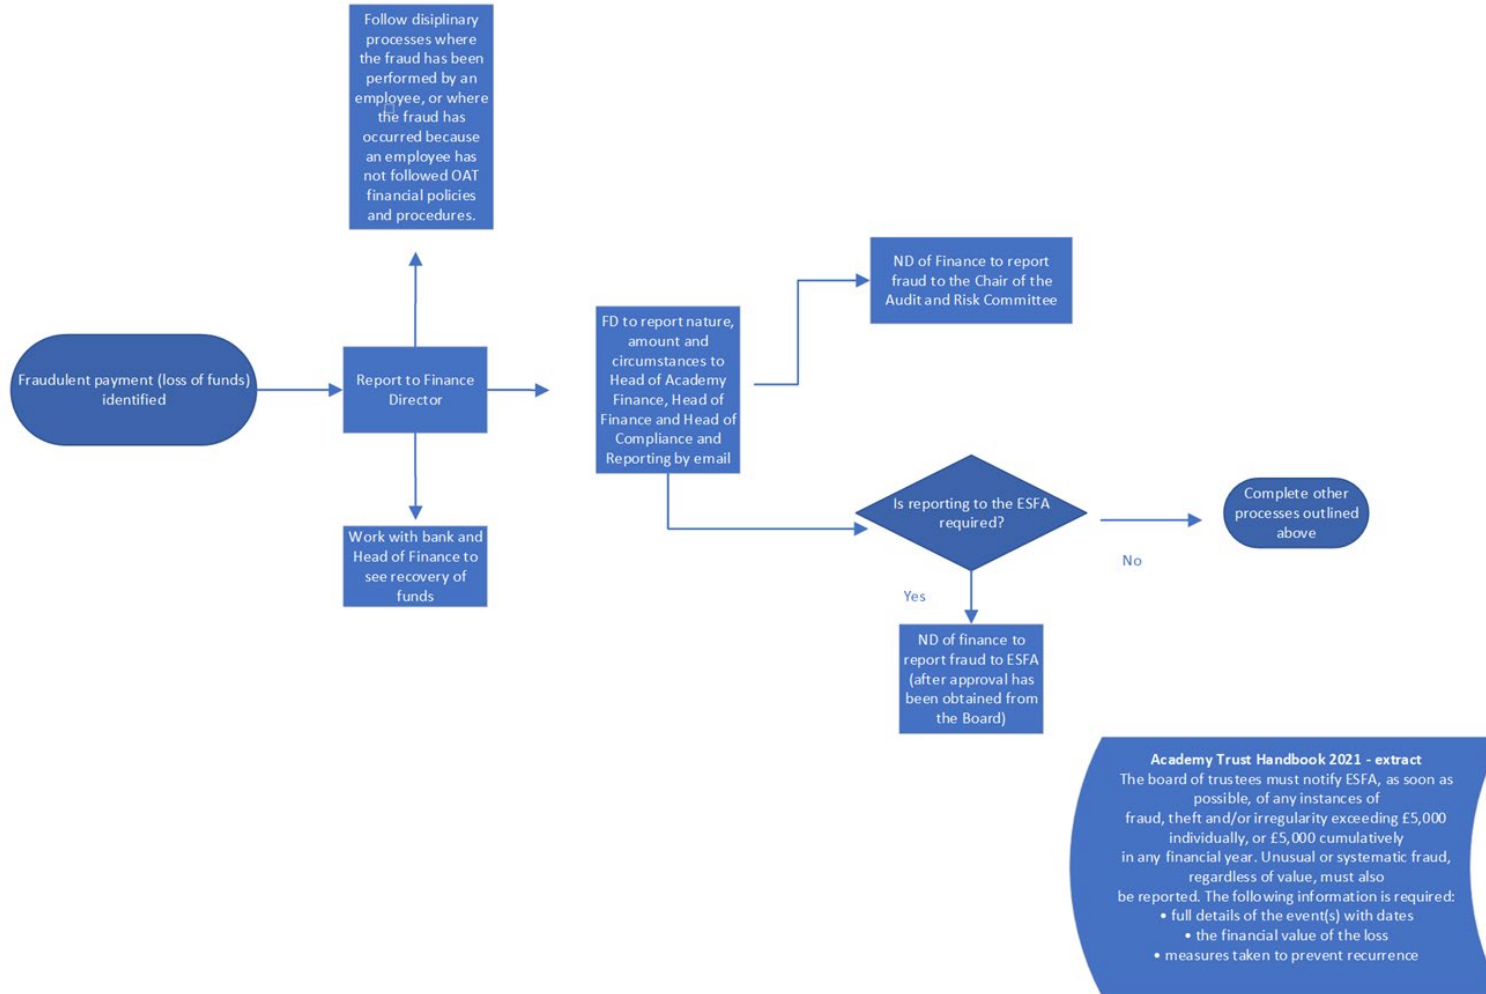 Follow disiplinary
processes where
the fraud has been
performed by an
employee, or where
the fraud has
occurred because
an employee has
not followed OAT
financial policies
and procedures.
Fraudulent payment (loss of funds)
identified
Report to Finance
Director
Work with bank and
Head of Finance to
see recovery of
funds
FD to report nature,
amount and
circumstances to
Head of Academy
Finance, Head of
Finance and Head of
Compliance and
Reporting by email
ND of Finance to report
fraud to the Chair of the
Audit and Risk Committee
Is reporting to the ESFA
required?
No
Complete other
processes outlined
above
Yes
ND of finance to
report fraud to ESFA
(after approval has
been obtained from
the Board)
Academy Trust Handbook 2021 - extract
The board of trustees must notify ESFA, as soon as
possible, of any instances of
fraud, theft and/or irregularity exceeding £5,000
individually, or £5,000 cumulatively
in any financial year. Unusual or systematic fraud,
regardless of value, must also
be reported. The following information is required:
• full details of the event(s) with dates
• the financial value of the loss
• measures taken to prevent recurrence